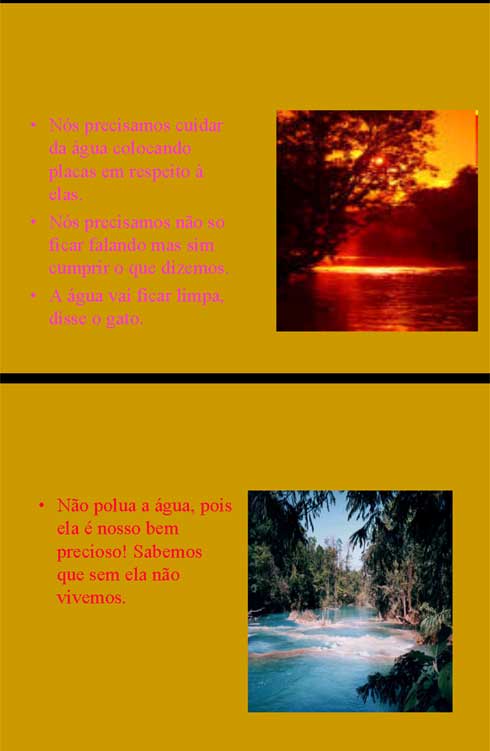 • Nós precisamos cuidar
da água colocando
placas em respeito à
elas.
• Nós precisamos não so
ficar falando mas sim
cumprir o que dizemos.
• A água vai ficar limpa,
disse o gato.
• Não polua a água, pois
ela é nosso bem
precioso! Sabemos
que sem ela não
vivemos.